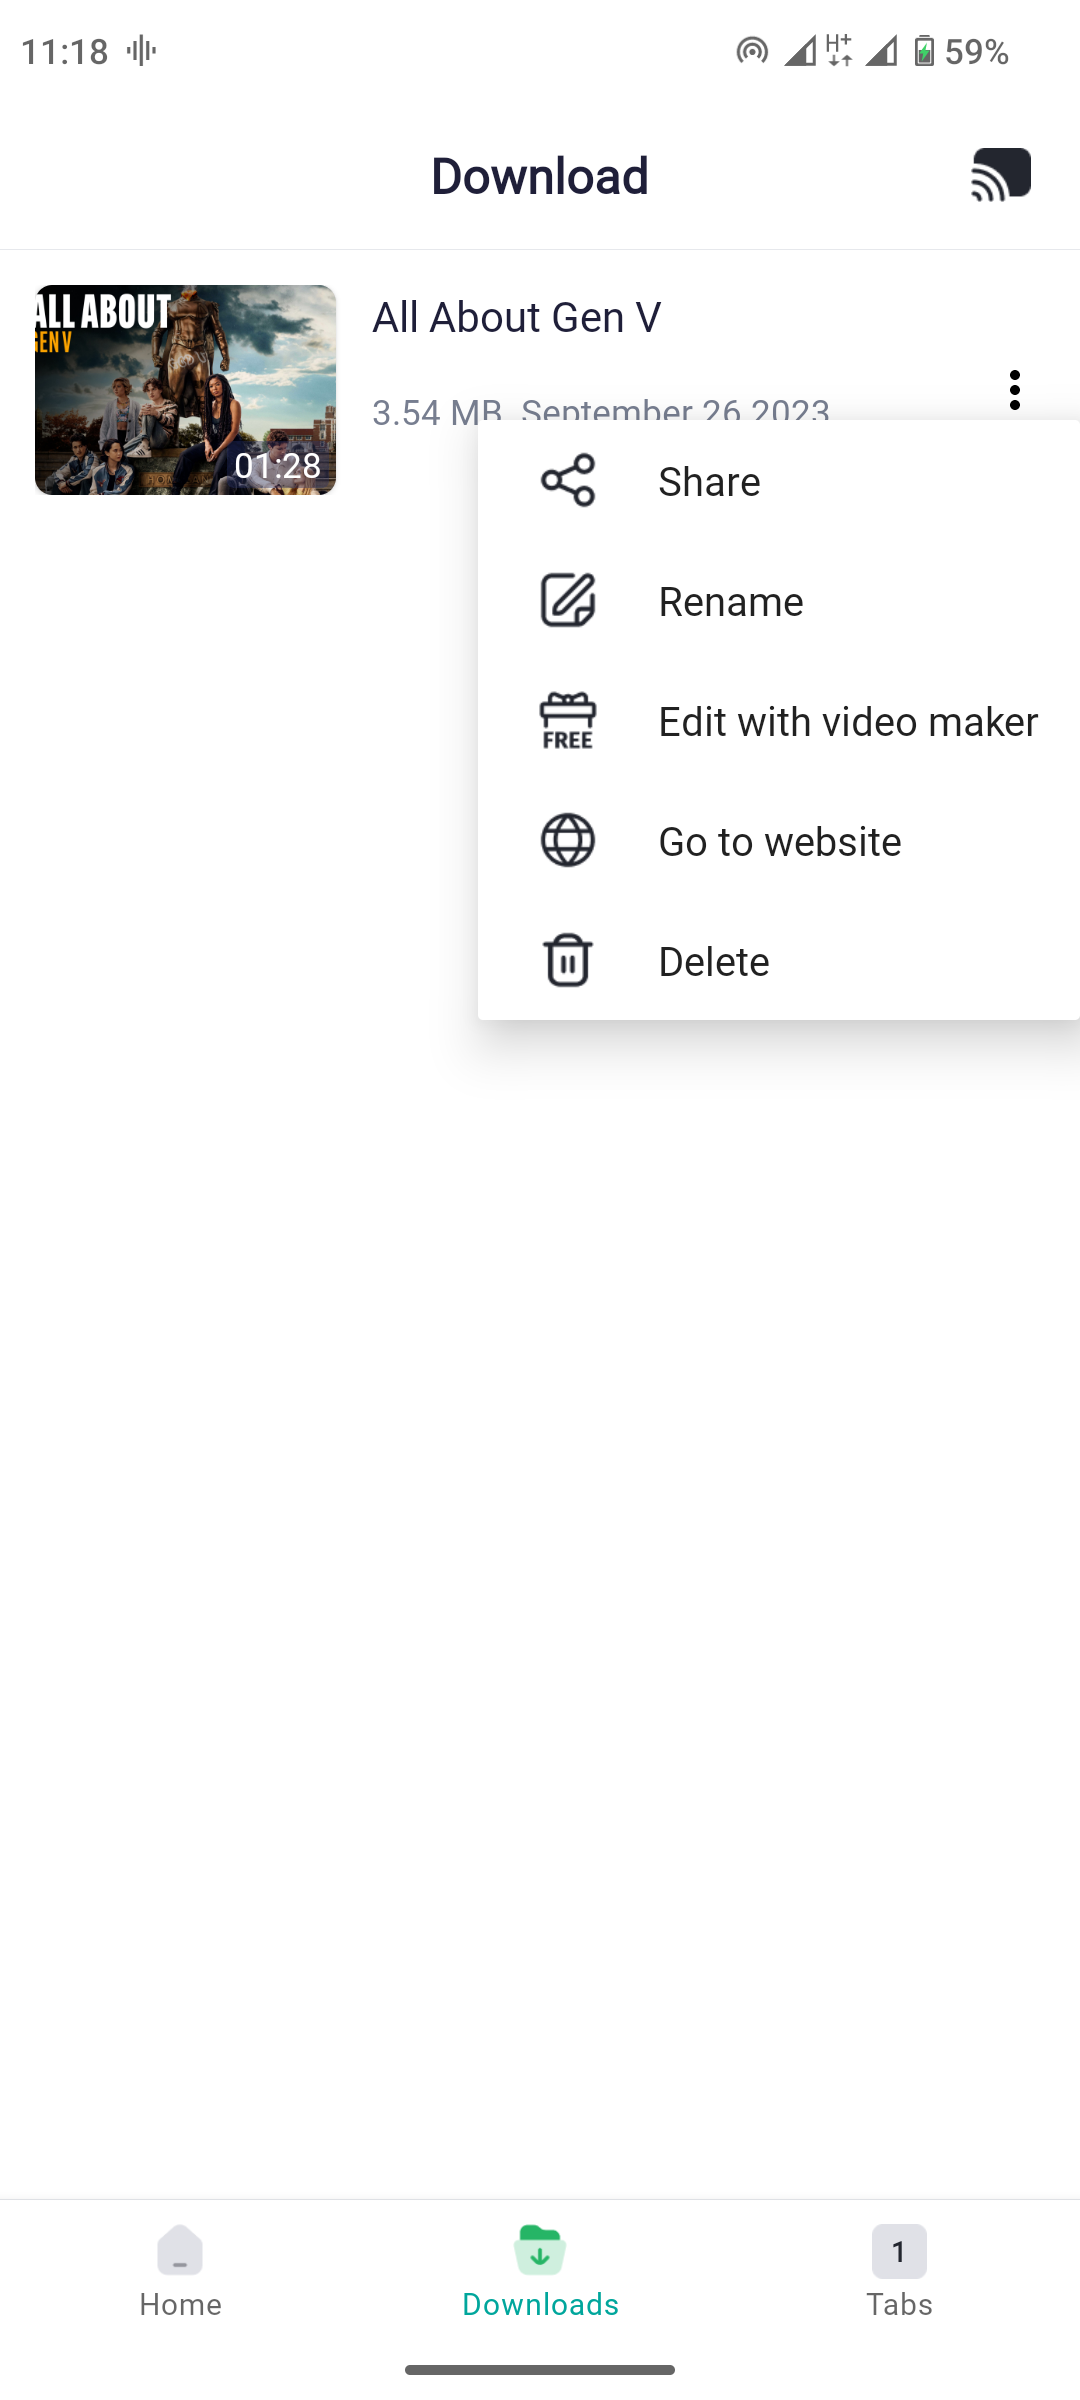 11:18
H+
59%
Download
ALL ABOUT
GEN V
01:28
All About Gen V
3.54 MB September 26 2023
Share
Rename
FREE
Edit with video maker
Go to website
Delete
1
Home
Downloads
Tabs